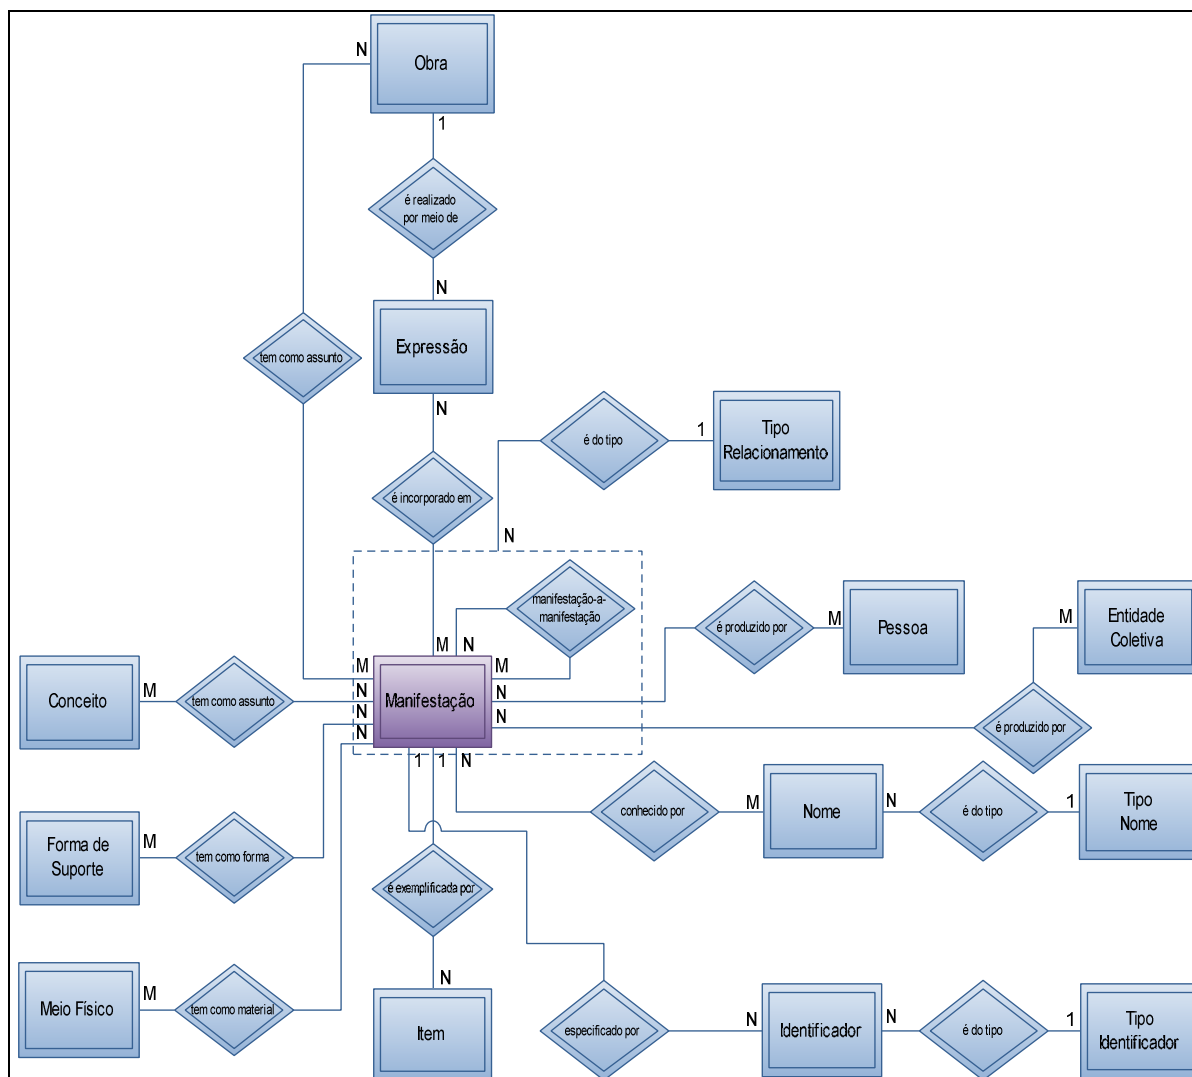 N
Obra
1
é realizado
por meio de
N
tem como assunto
Expressão
N
é do tipo
1
Tipo
Relacionamento
é incorporado em
N
manifestação-a-
manifestação
é produzido por
M
Pessoa
M
Entidade
Coletiva
M
N
M
M
N
Conceito
M
tem como assunto
N
Manifestação
N
N
N
é produzido por
1
1
N
Forma de
Suporte
M
tem como forma
conhecido por
M
Nome
N
é do tipo
1
Tipo
Nome
é exemplificada por
Meio Físico
M
tem como material
N
Item
especificado por
N
Identificador
N
é do tipo
1
Tipo
Identificador